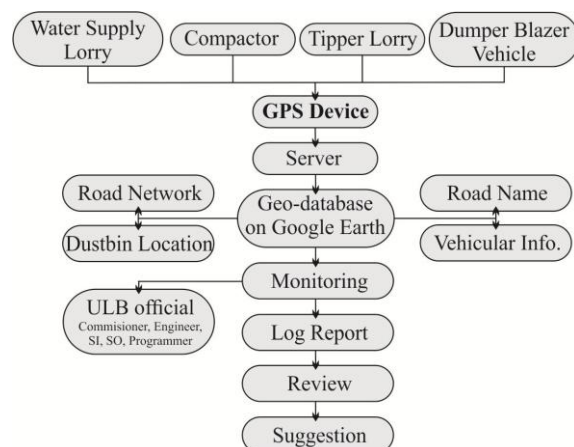 Water Supply
Lorry
Compactor
Tipper Lorry
Dumper Blazer
Vehicle
GPS Device
Server
Road Network
Geo-database
on Google Earth
Road Name
Dustbin Location
Vehicular Info.
Monitoring
ULB official
Commisioner, Engineer,
SI, SO, Programmer
Log Report
Review
Suggestion